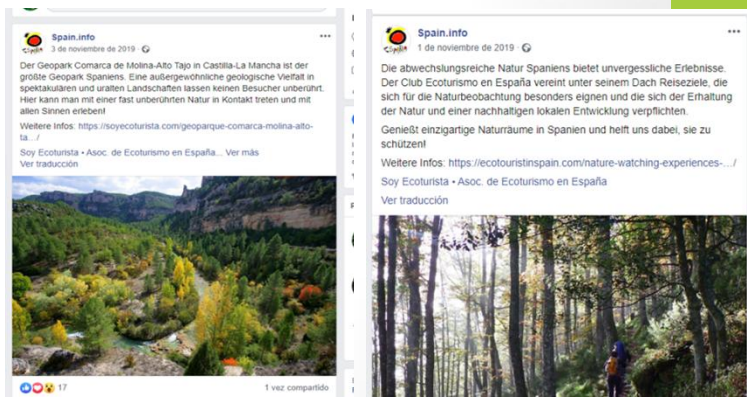 Spain.info
3 de noviembre de 2019 ·
Der Geopark Comarca de Molina-Alto Tajo in Castilla-La Mancha ist der
größte Geopark Spaniens. Eine außergewöhnliche geologische Vielfalt in
spektakulären und uralten Landschaften lassen keinen Besucher unberührt.
Hier kann man mit einer fast unberührten Natur in Kontakt treten und mit
allen Sinnen erleben!
Weitere Infos: https://soyecoturista.com/geoparque-comarca-molina-alto-
ta…/
Soy Ecoturista • Asoc. de Ecoturismo en España... Ver más
Ver traducción
17
1 vez compartido
Spain.info
1 de noviembre de 2019 ·
Die abwechslungsreiche Natur Spaniens bietet unvergessliche Erlebnisse.
Der Club Ecoturismo en España vereint unter seinem Dach Reiseziele, die
sich für die Naturbeobachtung besonders eignen und die sich der Erhaltung
der Natur und einer nachhaltigen lokalen Entwicklung verpflichten.
Genießt einzigartige Naturräume in Spanien und helft uns dabei, sie zu
schützen!
Weitere Infos: https://ecotouristinspain.com/nature-watching-experiences-…/
Soy Ecoturista • Asoc. de Ecoturismo en España
Ver traducción